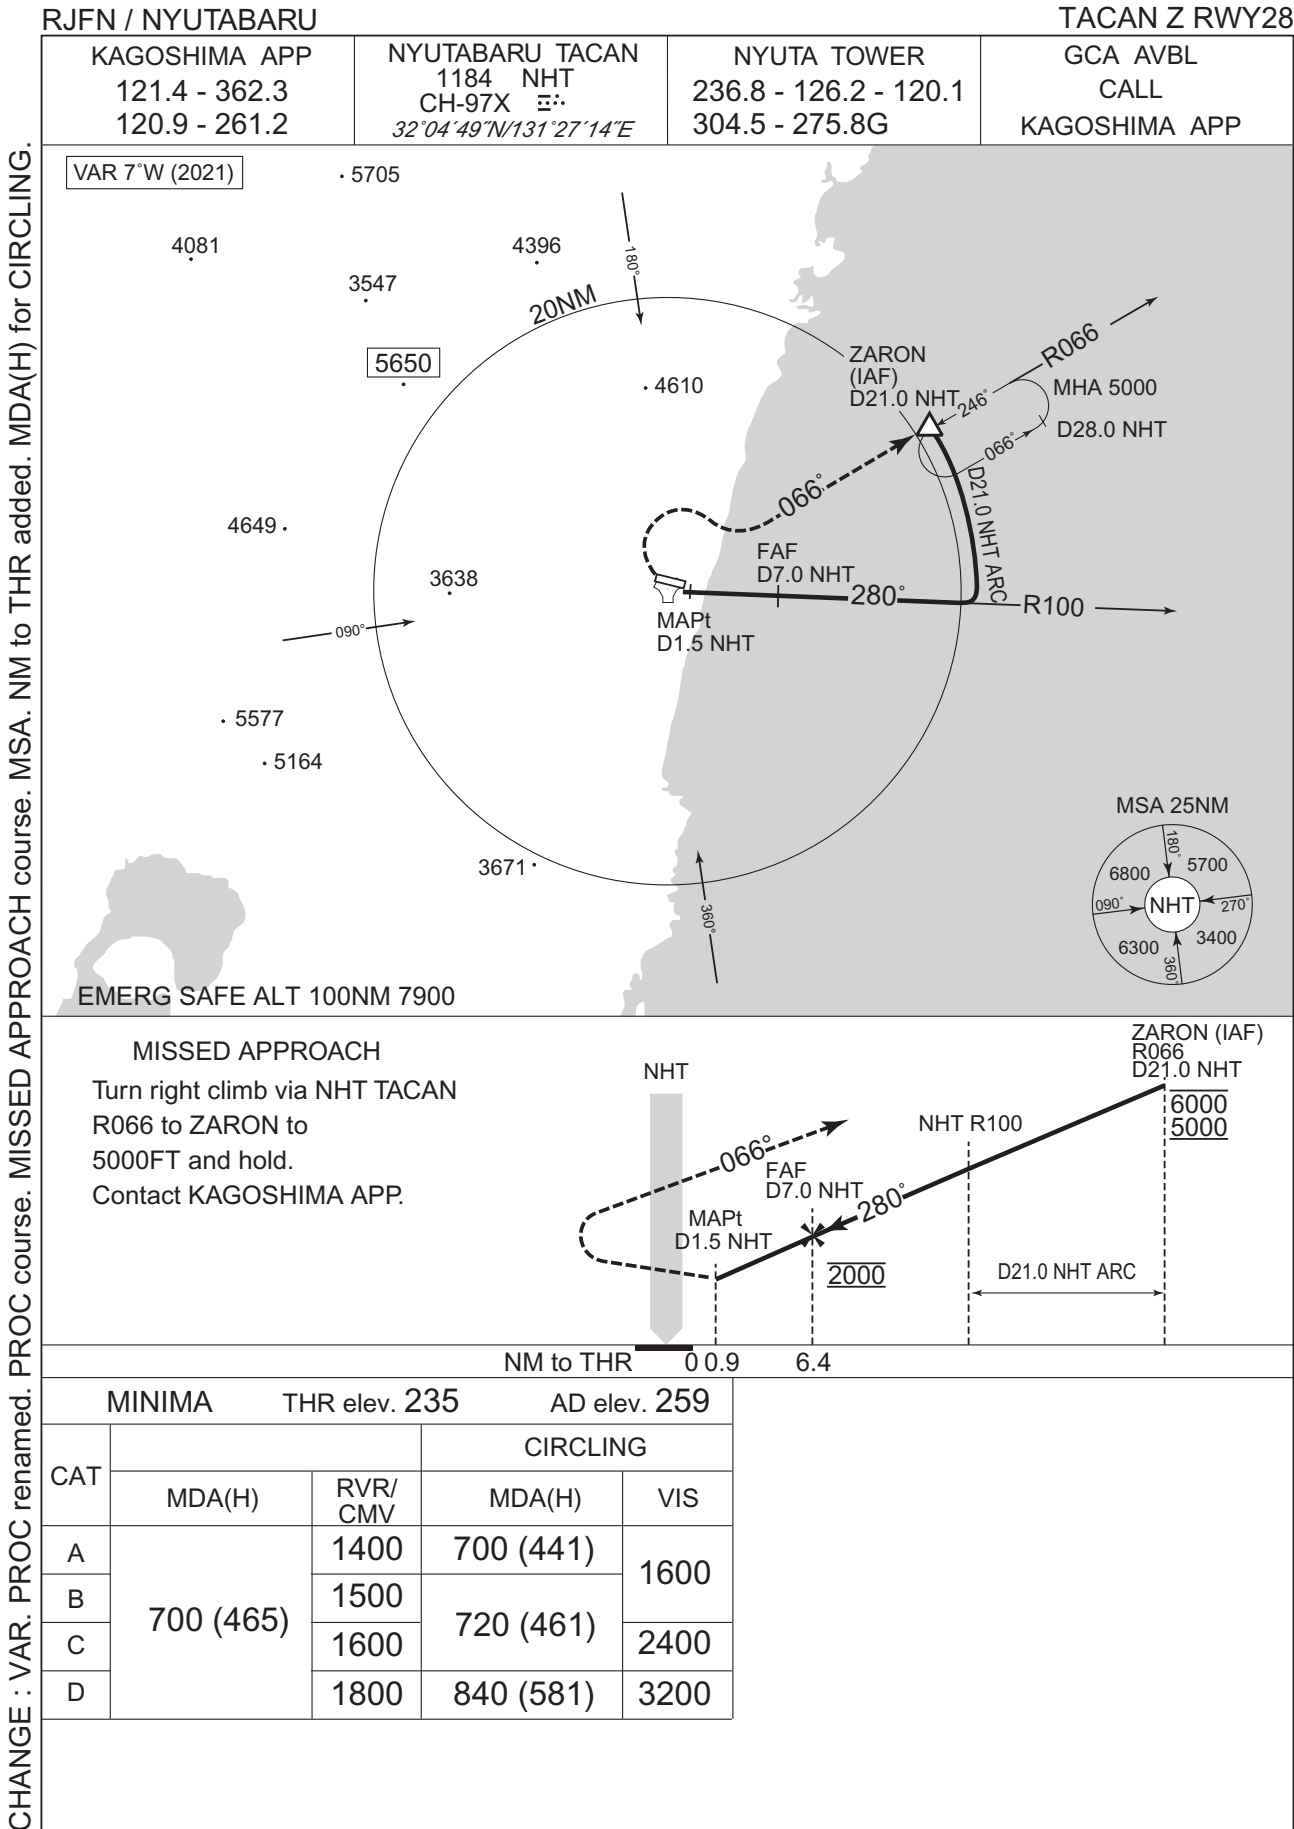 RJFN / NYUTABARU
TACAN Z RWY28
KAGOSHIMA APP
121.4 - 362.3
120.9 - 261.2
NYUTABARU TACAN
1184 NHT
CH-97X
32°04´49˝N/131°27´14˝E
NYUTA TOWER
236.8 - 126.2 - 120.1
304.5 - 275.8G
GCA AVBL
CALL
KAGOSHIMA APP
CHANGE : VAR. PROC renamed. PROC course. MISSED APPROACH course. MSA. NM to THR added. MDA(H) for CIRCLING.
VAR 7˚W (2021)
5705
4081
4396
180°
3547
20NM
5650
4610
ZARON
(IAF)
D21.0 NHT
R066
246°
MHA 5000
D28.0 NHT
066°
066°
D21.0 NHT ARC
4649
FAF
D7.0 NHT
280°
R100
3638
MAPt
D1.5 NHT
090°
5577
5164
3671
360°
MSA 25NM
180°
6800
5700
090°
NHT
270°
6300
3400
360°
EMERG SAFE ALT 100NM 7900
MISSED APPROACH
Turn right climb via NHT TACAN
R066 to ZARON to
5000FT and hold.
Contact KAGOSHIMA APP.
NHT
ZARON (IAF)
R066
D21.0 NHT
6000
5000
NHT R100
066°
FAF
D7.0 NHT
280°
MAPt
D1.5 NHT
2000
D21.0 NHT ARC
NM to THR 0 0.9 6.4
MINIMA THR elev. 235 AD elev. 259
CAT
CIRCLING
MDA(H)
RVR/
CMV
MDA(H)
VIS
A
1400
700 (441)
1600
B
1500
700 (465)
720 (461)
C
1600
2400
D
1800
840 (581)
3200